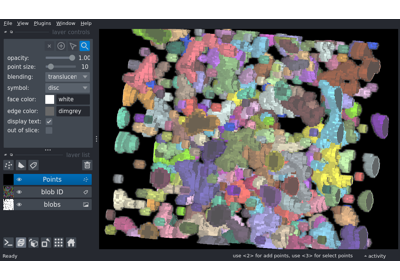 File View Plugins Window Help
layer controls
opacity: 1.00
point size: 10
blending: translucen
symbol: disc
face color: white
edge color: dimgrey
display text:
out of slice:
layer list
Points
blob ID
blobs
Ready use <2> for add points, use <3> for select points activity